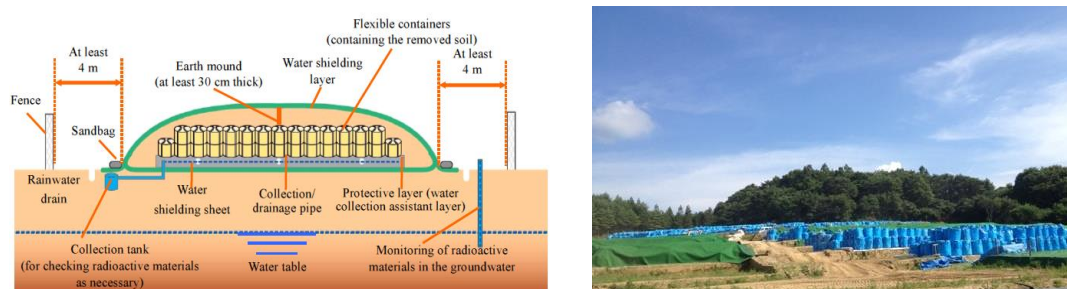 Flexible containers
(containing the removed soil)
At least
4 m
Earth mound
(at least 30 cm thick)
Water shielding
layer
At least
4 m
Fence
Sandbag
Rainwater
drain
Water
shielding sheet
Collection/
drainage pipe
Protective layer (water
collection assistant layer)
Collection tank
(for checking radioactive materials
as necessary)
Water table
Monitoring of radioactive
materials in the groundwater